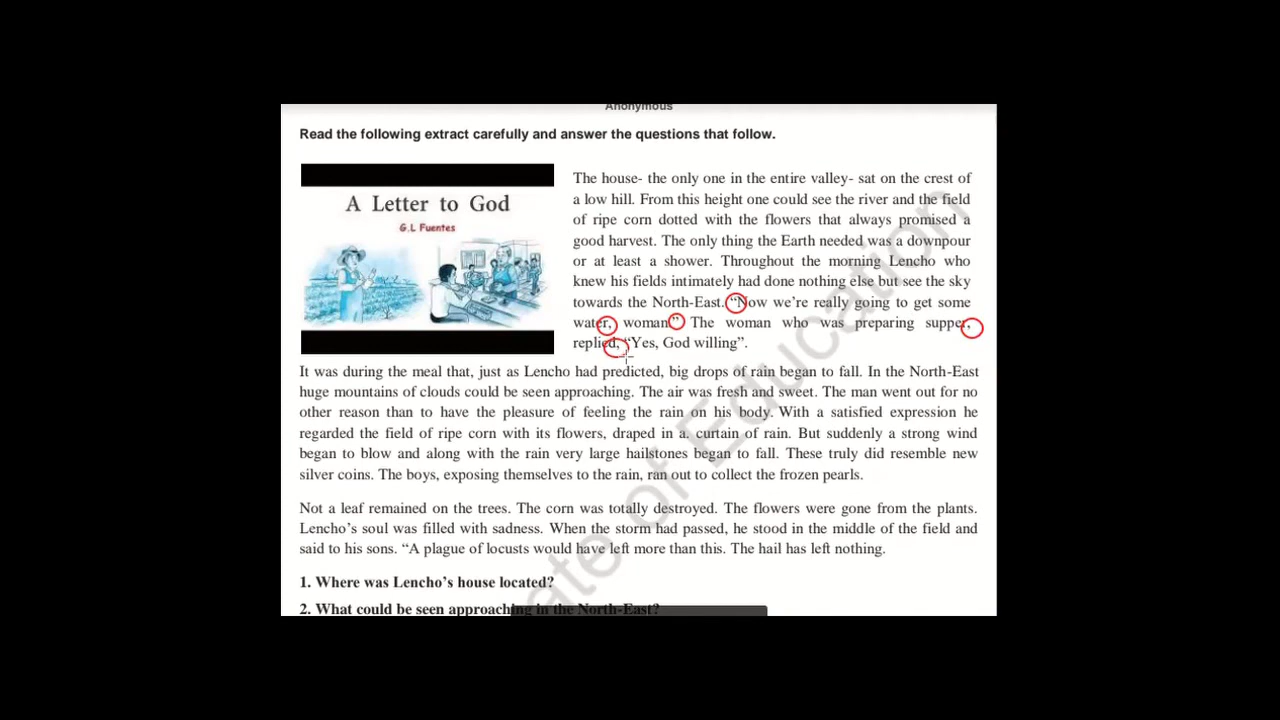 Anonymous
Read the following extract carefully and answer the questions that follow.
A Letter to God
G.L Fuentes
The house- the only one in the entire valley- sat on the crest of
a low hill. From this height one could see the river and the field
of ripe corn dotted with the flowers that always promised a
good harvest. The only thing the Earth needed was a downpour
or at least a shower. Throughout the morning Lencho who
knew his fields intimately had done nothing else but see the sky
towards the North-East. “Now we’re really going to get some
water, woman.” The woman who was preparing supper,
replied, “Yes, God willing”.
It was during the meal that, just as Lencho had predicted, big drops of rain began to fall. In the North-East
huge mountains of clouds could be seen approaching. The air was fresh and sweet. The man went out for no
other reason than to have the pleasure of feeling the rain on his body. With a satisfied expression he
regarded the field of ripe corn with its flowers, draped in a. curtain of rain. But suddenly a strong wind
began to blow and along with the rain very large hailstones began to fall. These truly did resemble new
silver coins. The boys, exposing themselves to the rain, ran out to collect the frozen pearls.
Not a leaf remained on the trees. The corn was totally destroyed. The flowers were gone from the plants.
Lencho’s soul was filled with sadness. When the storm had passed, he stood in the middle of the field and
said to his sons. “A plague of locusts would have left more than this. The hail has left nothing.
1. Where was Lencho’s house located?
2. What could be seen approaching in the North-East?
ate of Education